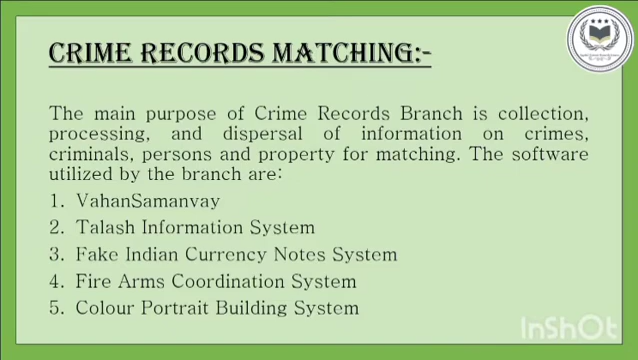 CRIME RECORDS MATCHING:-
The main purpose of Crime Records Branch is collection,
processing, and dispersal of information on crimes,
criminals, persons and property for matching. The software
utilized by the branch are:
1. VahanSamanvay
2. Talash Information System
3. Fake Indian Currency Notes System
4. Fire Arms Coordination System
5. Colour Portrait Building System
InShOt